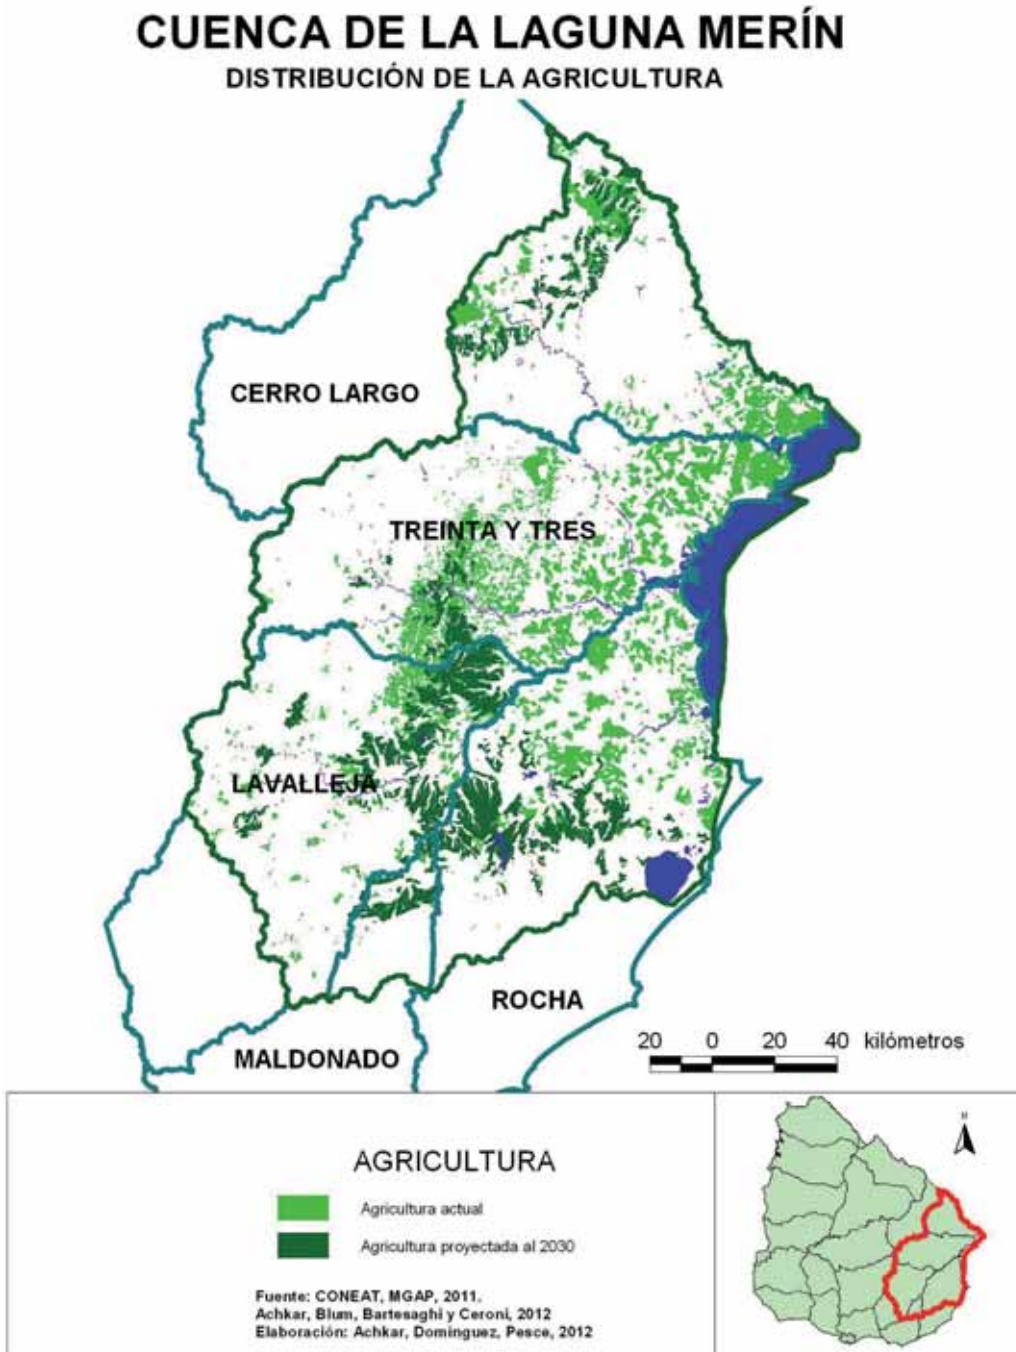 CUENCA DE LA LAGUNA MERÍN
DISTRIBUCIÓN DE LA AGRICULTURA
CERRO LARGO
TREINTA Y TRES
LAVALLEJA
ROCHA
MALDONADO
20 0 20 40 kilómetros
AGRICULTURA
Agricultura actual
Agricultura proyectada al 2030
Fuente: CONEAT, MGAP, 2011.
Achkar, Blum, Bartesaghi y Ceroni, 2012
Elaboración: Achkar, Dominguez, Pesce, 2012
N